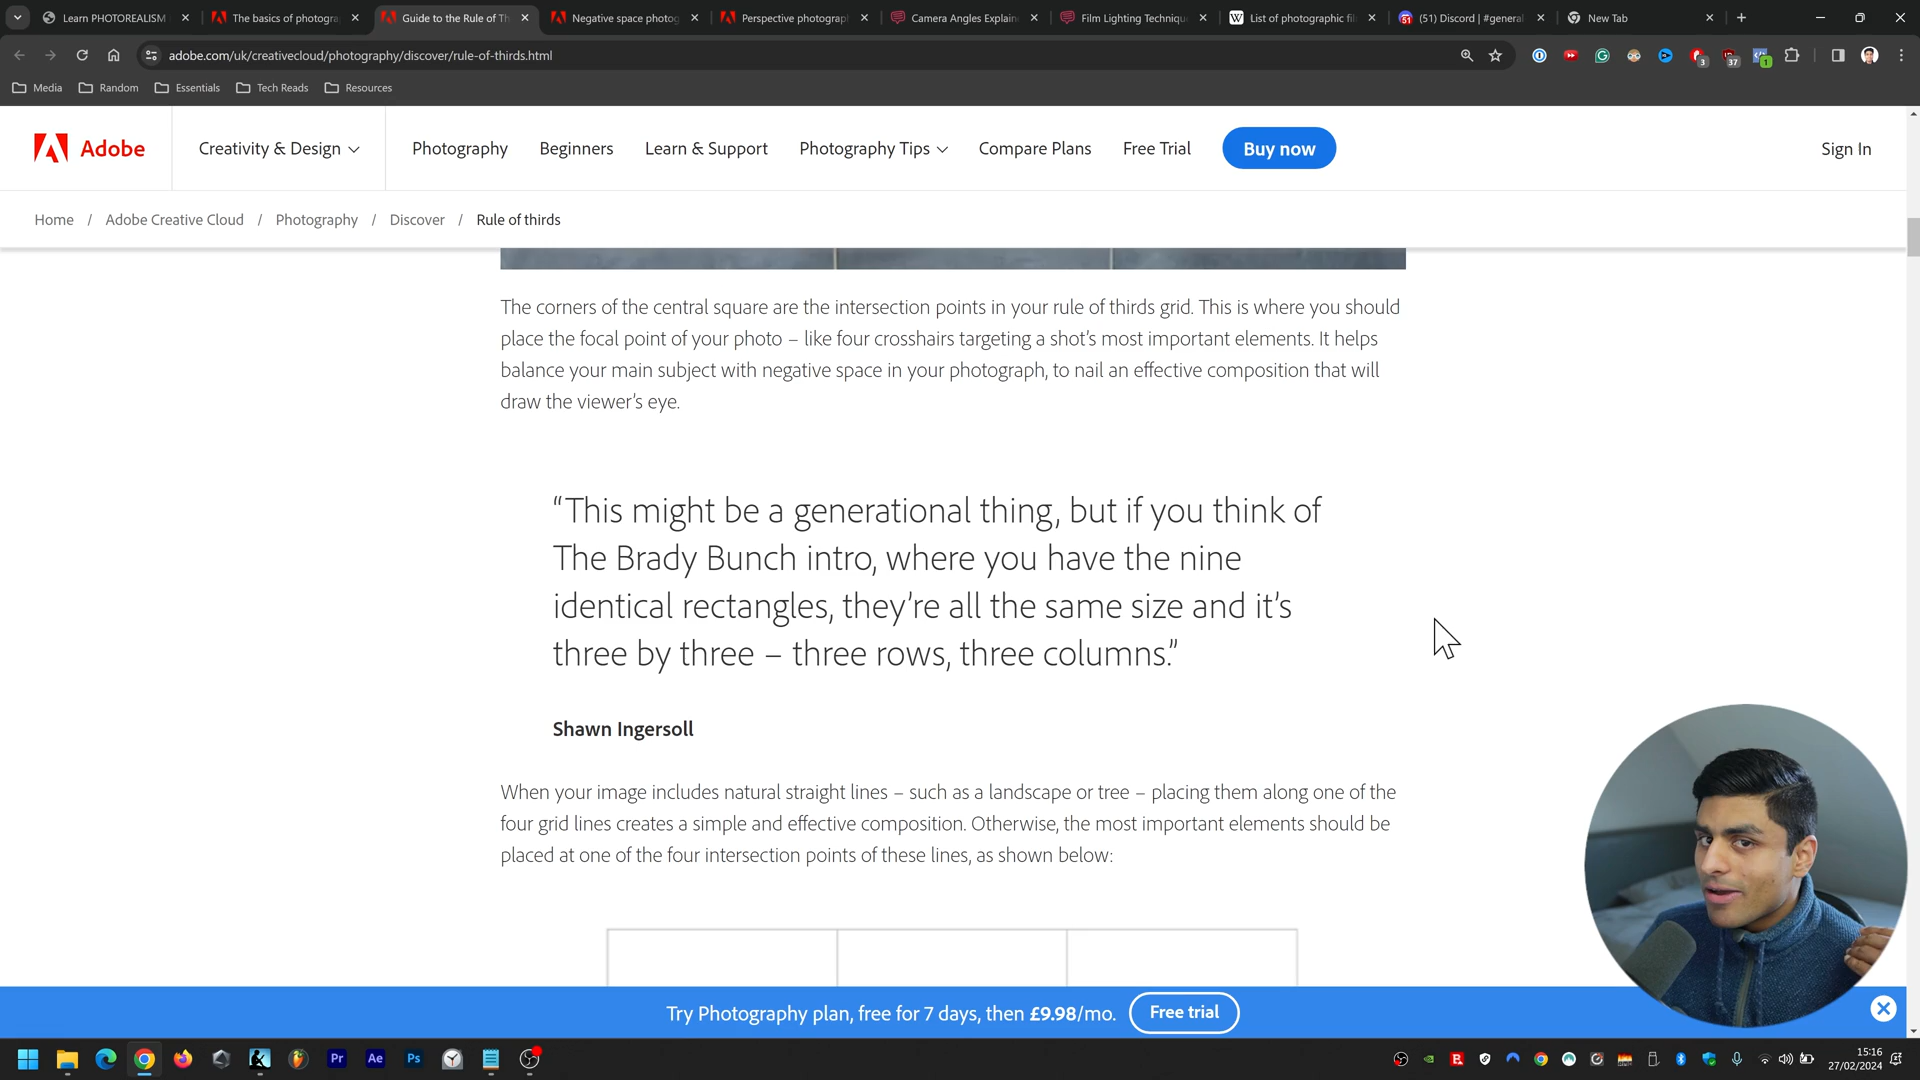 Learn PHOTOREALISM
The basics of photogra
Guide to the Rule of Th
Negative space photog
Perspective photograph
Camera Angles Explain
Film Lighting Techniqu
List of photographic fil
(51) Discord | #general
New Tab
adobe.com/uk/creativecloud/photography/discover/rule-of-thirds.html
Media
Random
Essentials
Tech Reads
Resources
Adobe
Creativity & Design
Photography
Beginners
Learn & Support
Photography Tips
Compare Plans
Free Trial
Buy now
Sign In
Home / Adobe Creative Cloud / Photography / Discover / Rule of thirds
The corners of the central square are the intersection points in your rule of thirds grid. This is where you should
place the focal point of your photo – like four crosshairs targeting a shot’s most important elements. It helps
balance your main subject with negative space in your photograph, to nail an effective composition that will
draw the viewer’s eye.
“This might be a generational thing, but if you think of
The Brady Bunch intro, where you have the nine
identical rectangles, they’re all the same size and it’s
three by three – three rows, three columns.”
Shawn Ingersoll
When your image includes natural straight lines – such as a landscape or tree – placing them along one of the
four grid lines creates a simple and effective composition. Otherwise, the most important elements should be
placed at one of the four intersection points of these lines, as shown below:
Try Photography plan, free for 7 days, then £9.98/mo.
Free trial
Pr
Ae
Ps
15:16
27/02/2024